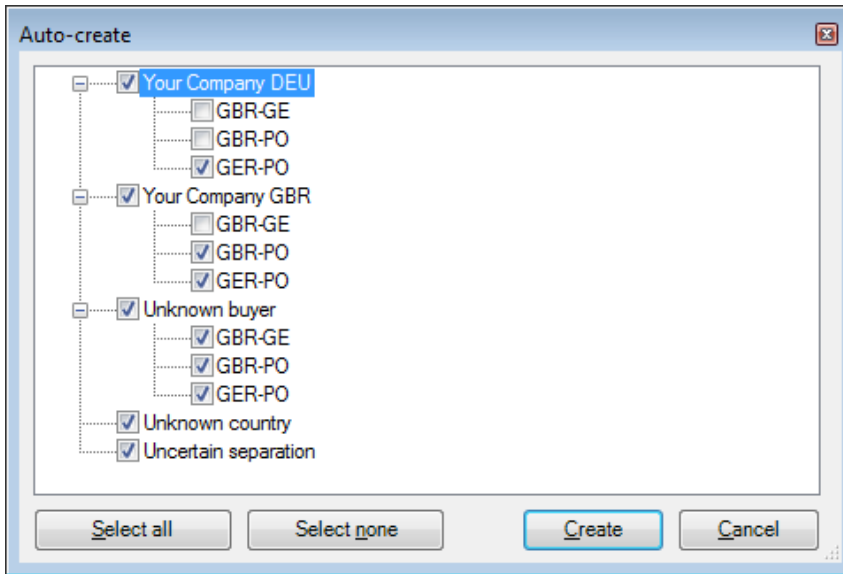 Auto-create
Your Company DEU
GBR-GE
GBR-PO
GER-PO
Your Company GBR
GBR-GE
GBR-PO
GER-PO
Unknown buyer
GBR-GE
GBR-PO
GER-PO
Unknown country
Uncertain separation
Select all Select none Create Cancel